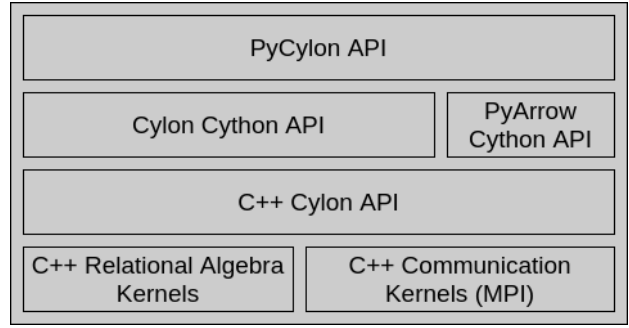 PyCylon API
Cylon Cython API
PyArrow
Cython API
C++ Cylon API
C++ Relational Algebra
Kernels
C++ Communication
Kernels (MPI)